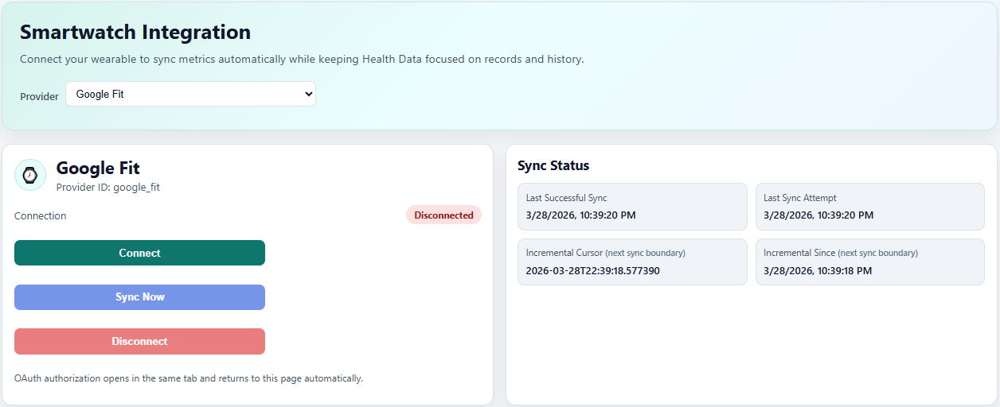 Smartwatch Integration
Connect your wearable to sync metrics automatically while keeping Health Data focused on records and history.
Provider Google Fit
Google Fit
Provider ID: google_fit
Connection Disconnected
Connect
Sync Now
Disconnect
OAuth authorization opens in the same tab and returns to this page automatically.
Sync Status
Last Successful Sync
3/28/2026, 10:39:20 PM
Last Sync Attempt
3/28/2026, 10:39:20 PM
Incremental Cursor (next sync boundary)
2026-03-28T22:39:18.577390
Incremental Since (next sync boundary)
3/28/2026, 10:39:18 PM